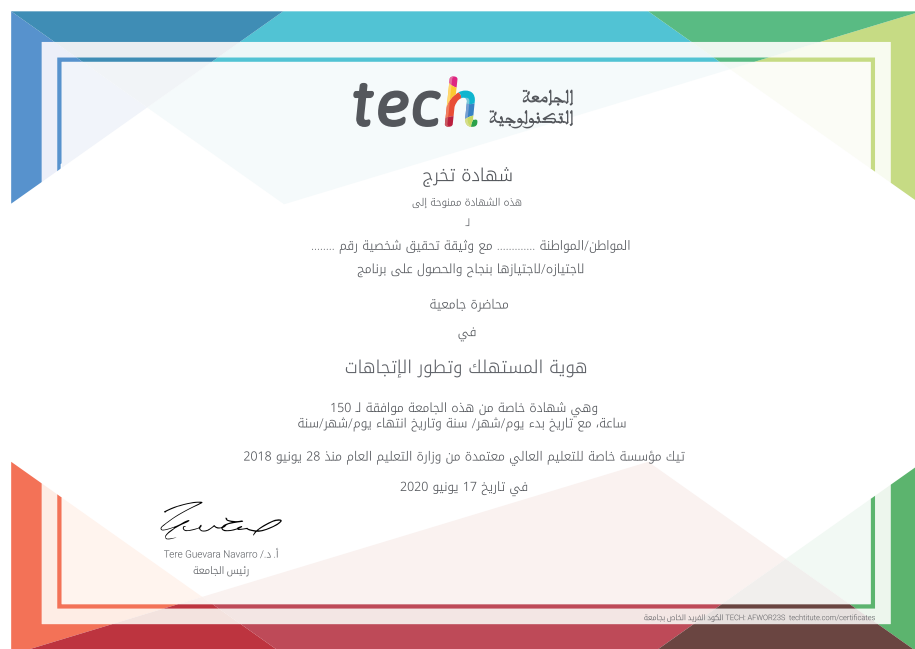 tech الجامعة
التكنولوجية
شهادة تخرج
هذه الشهادة ممنوحة إلى
لـ
المواطن/المواطنة ............. مع وثيقة تحقيق شخصية رقم ........
لاجتيازه/لاجتيازها بنجاح والحصول على برنامج
محاضرة جامعية
في
هوية المستهلك وتطور الإتجاهات
وهي شهادة خاصة من هذه الجامعة موافقة لـ 150
ساعة، مع تاريخ بدء يوم/شهر/ سنة وتاريخ انتهاء يوم/شهر/سنة
تيك مؤسسة خاصة للتعليم العالي معتمدة من وزارة التعليم العام منذ 28 يونيو 2018
في تاريخ 17 يونيو 2020
أ. د./ Tere Guevara Navarro
رئيس الجامعة
الكود الفريد الخاص بجامعة TECH: AFWOR23S techtitute.com/certificates